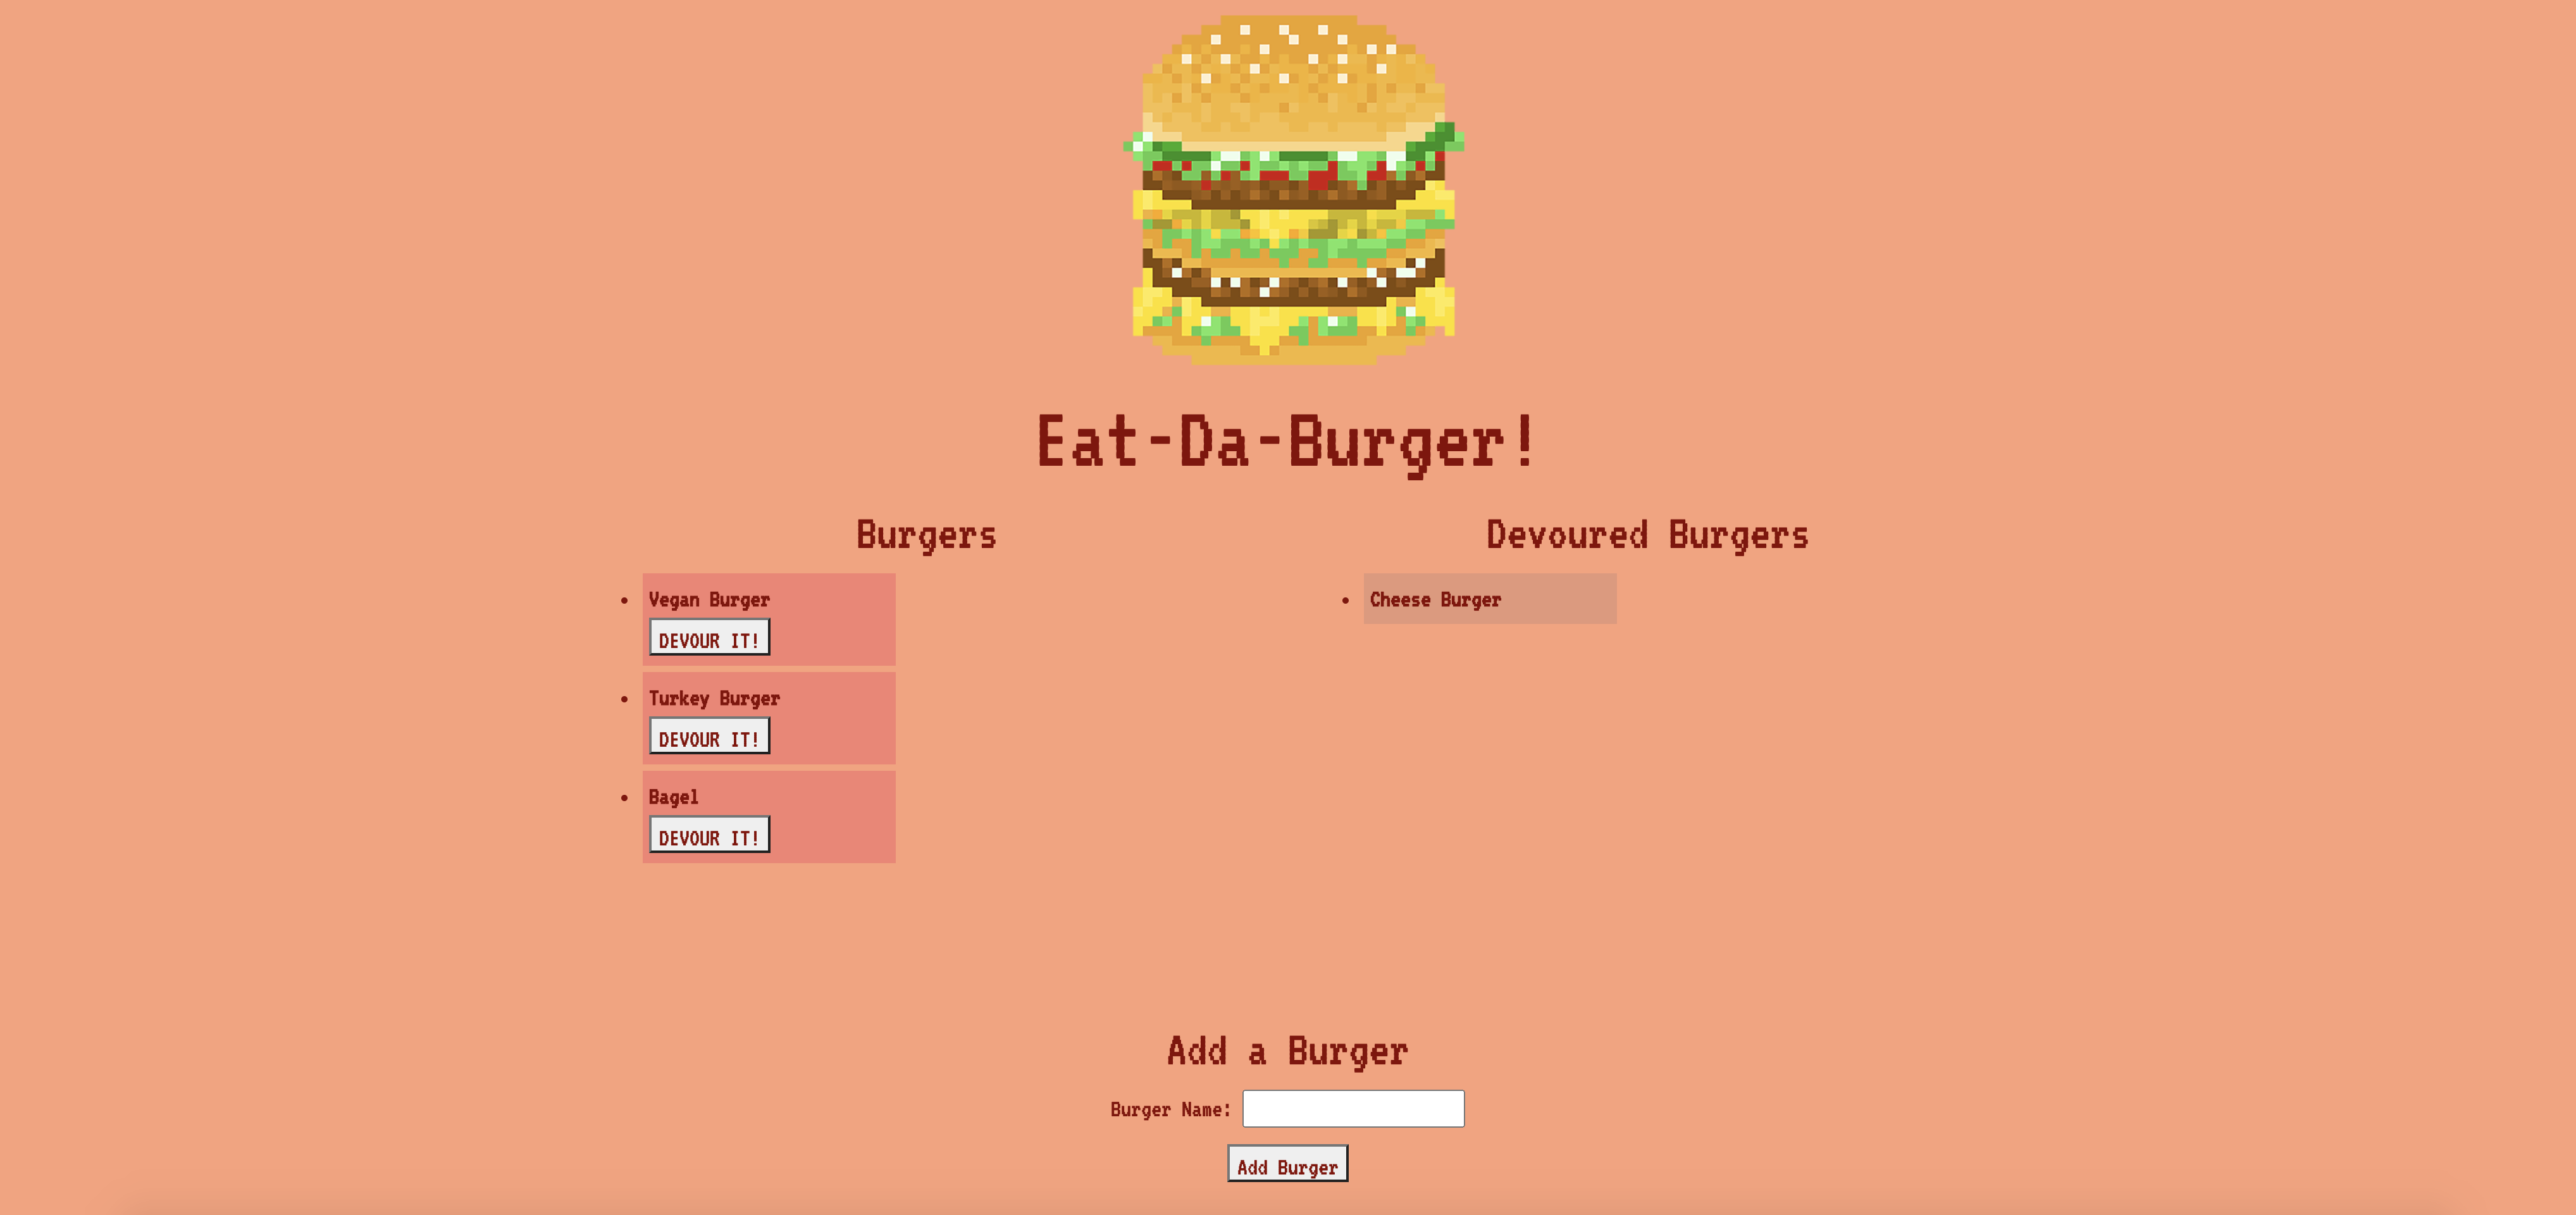 Eat-Da-Burger!
Burgers
Vegan Burger
DEVOUR IT!
Turkey Burger
DEVOUR IT!
Bagel
DEVOUR IT!
Devoured Burgers
Cheese Burger
Add a Burger
Burger Name:
Add Burger